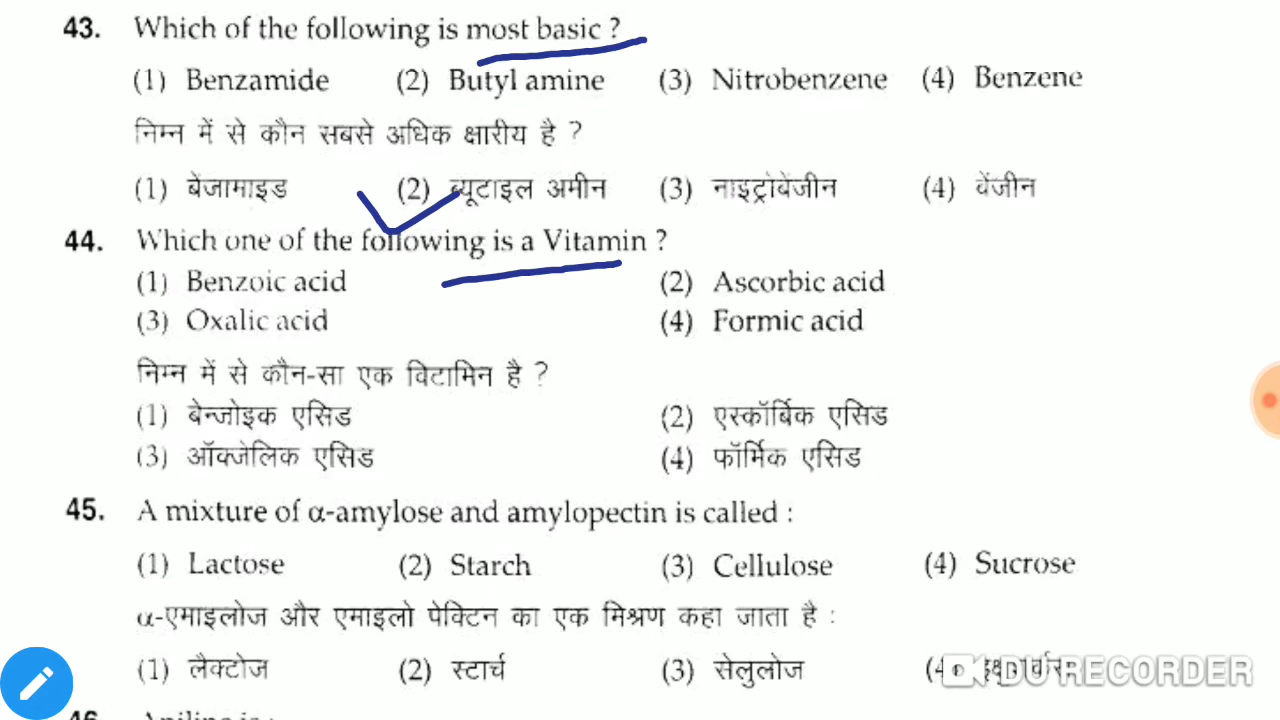 43. Which of the following is most basic ?
(1) Benzamide (2) Butyl amine (3) Nitrobenzene (4) Benzene
निम्न में से कौन सबसे अधिक क्षारीय है ?
(1) बेंजामाइड (2) ब्यूटाइल अमीन (3) नाइट्रोबेंजीन (4) बेंजीन
44. Which one of the following is a Vitamin ?
(1) Benzoic acid (2) Ascorbic acid
(3) Oxalic acid (4) Formic acid
निम्न में से कौन-सा एक विटामिन है ?
(1) बेन्जोइक एसिड (2) एस्कॉर्बिक एसिड
(3) ऑक्जेलिक एसिड (4) फॉर्मिक एसिड
45. A mixture of α-amylose and amylopectin is called :
(1) Lactose (2) Starch (3) Cellulose (4) Sucrose
α-एमाइलोज और एमाइलो पेक्टिन का एक मिश्रण कहा जाता है :
(1) लैक्टोज (2) स्टार्च (3) सेलुलोज (4)
DU RECORDER
46. Aniline is :